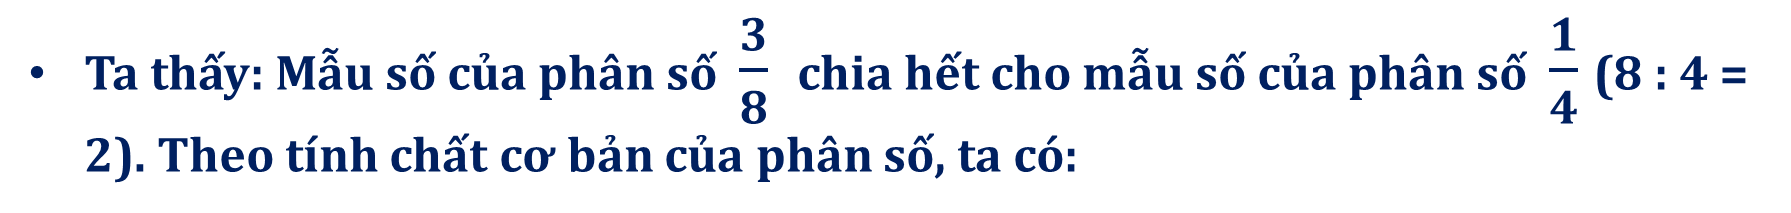 • Ta thấy: Mẫu số của phân số 3/8 chia hết cho mẫu số của phân số 1/4 (8 : 4 =
2). Theo tính chất cơ bản của phân số, ta có: